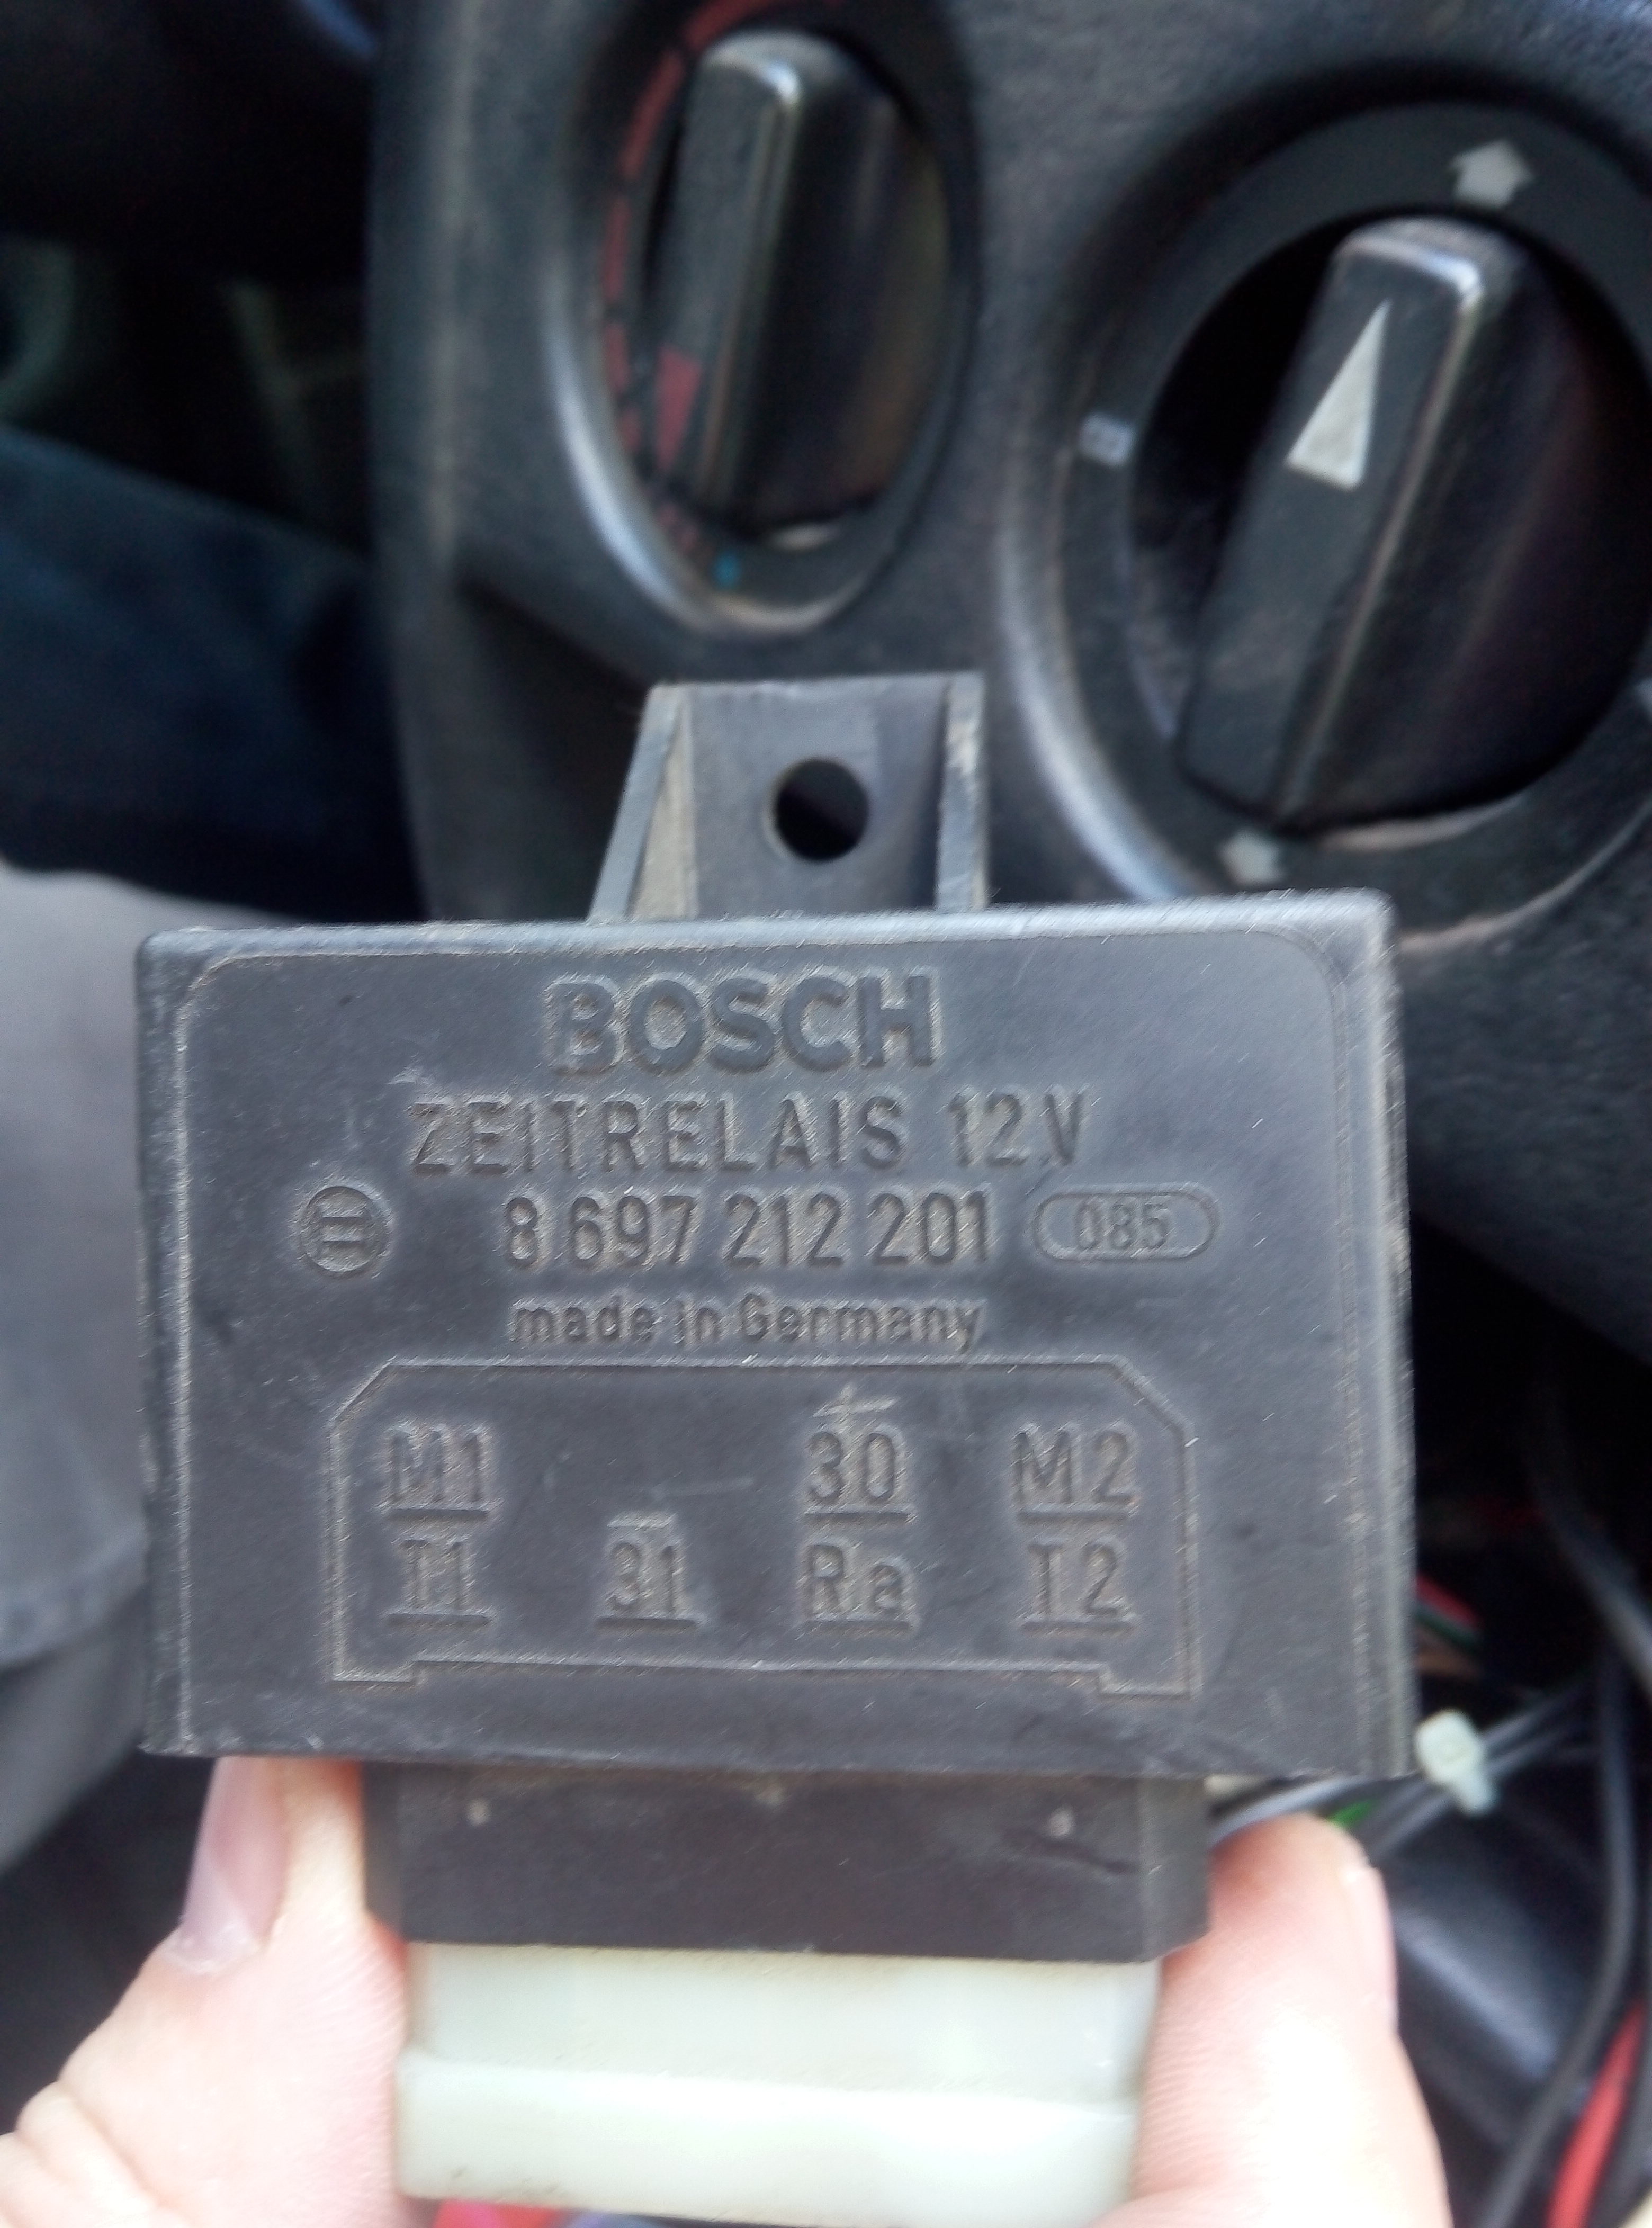 BOSCH
ZEITRELAIS 12V
8 697 212 201 085
made in Germany
+
M1 30 M2
-
T1 31 Ra T2